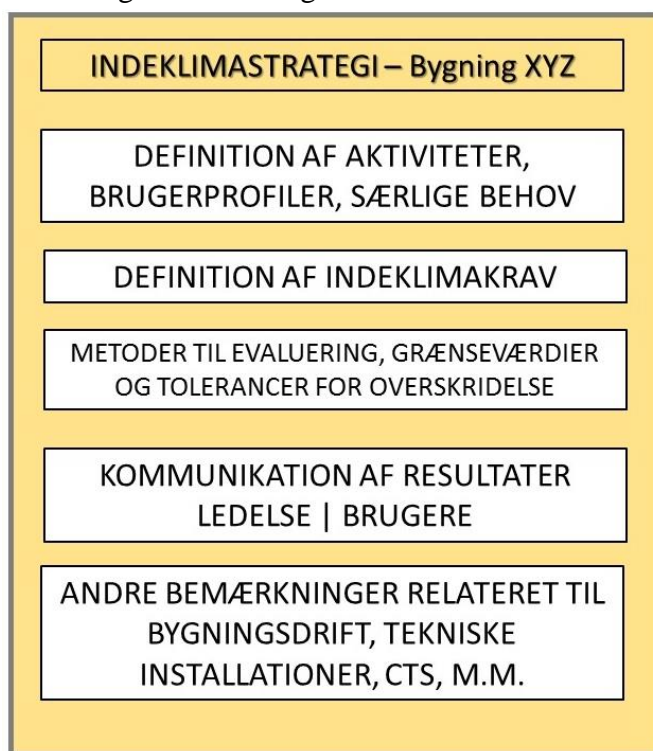 INDEKLIMASTRATEGI – Bygning XYZ
DEFINITION AF AKTIVITETER,
BRUGERPROFILER, SÆRLIGE BEHOV
DEFINITION AF INDEKLIMAKRAV
METODER TIL EVALUERING, GRÆNSEVÆRDIER
OG TOLERANCER FOR OVERSKRIDELSE
KOMMUNIKATION AF RESULTATER
LEDELSE | BRUGERE
ANDRE BEMÆRKNINGER RELATERET TIL
BYGNINGSDRIFT, TEKNISKE
INSTALLATIONER, CTS, M.M.